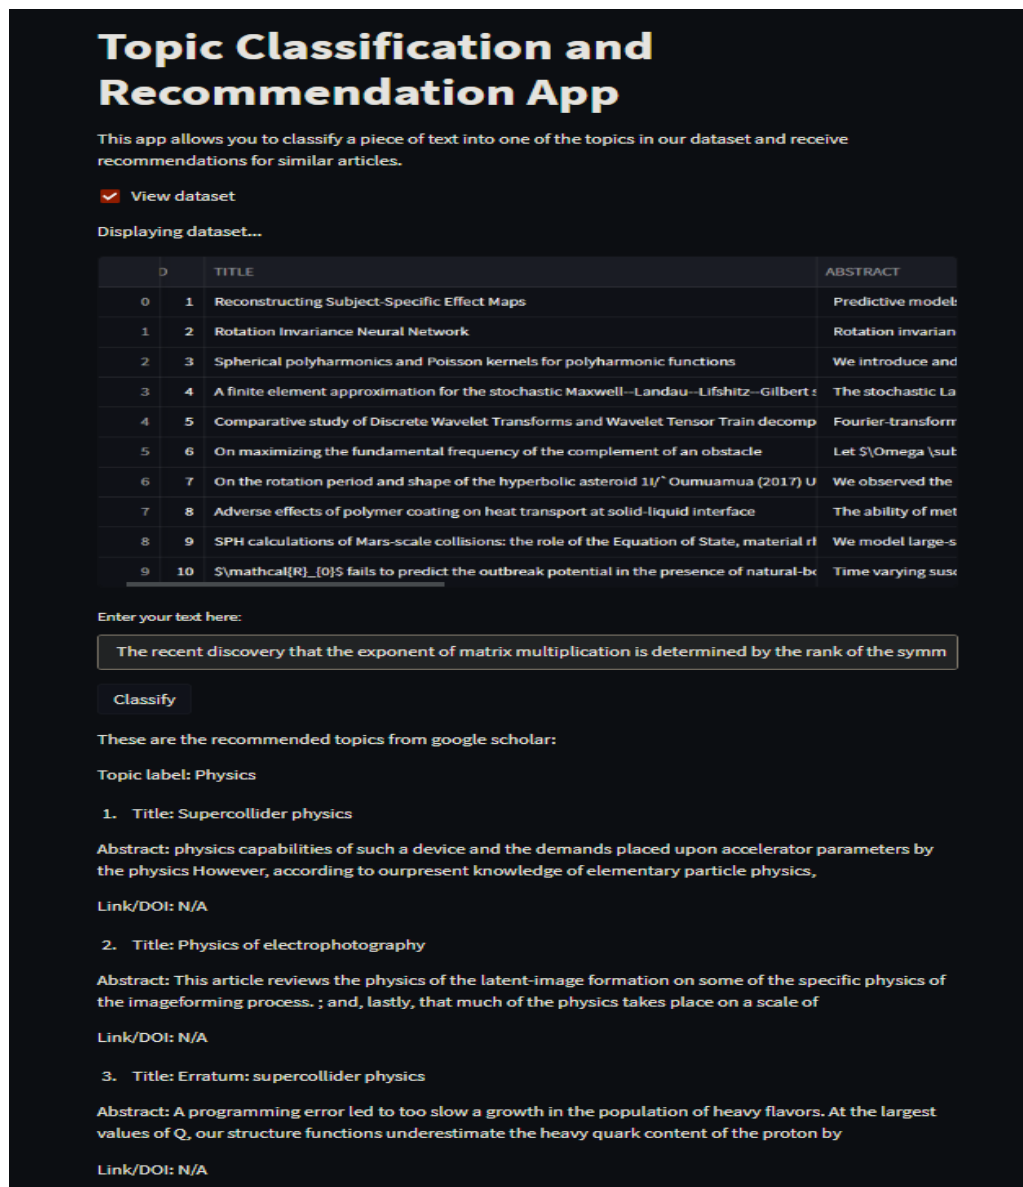 Topic Classification and
Recommendation App
This app allows you to classify a piece of text into one of the topics in our dataset and receive
recommendations for similar articles.
View dataset
Displaying dataset...
D TITLE ABSTRACT
0 1 Reconstructing Subject-Specific Effect Maps Predictive models
1 2 Rotation Invariance Neural Network Rotation invarian
2 3 Spherical polyharmonics and Poisson kernels for polyharmonic functions We introduce and
3 4 A finite element approximation for the stochastic Maxwell--Landau--Lifshitz--Gilbert s The stochastic La
4 5 Comparative study of Discrete Wavelet Transforms and Wavelet Tensor Train decomp Fourier-transform
5 6 On maximizing the fundamental frequency of the complement of an obstacle Let $\Omega \sub
6 7 On the rotation period and shape of the hyperbolic asteroid 1I/`Oumuamua (2017) U We observed the
7 8 Adverse effects of polymer coating on heat transport at solid-liquid interface The ability of met
8 9 SPH calculations of Mars-scale collisions: the role of the Equation of State, material rh We model large-s
9 10 $\mathcal{R}_{0}$ fails to predict the outbreak potential in the presence of natural-bo Time varying susc
Enter your text here:
The recent discovery that the exponent of matrix multiplication is determined by the rank of the symm
Classify
These are the recommended topics from google scholar:
Topic label: Physics
1. Title: Supercollider physics
Abstract: physics capabilities of such a device and the demands placed upon accelerator parameters by
the physics However, according to ourpresent knowledge of elementary particle physics,
Link/DOI: N/A
2. Title: Physics of electrophotography
Abstract: This article reviews the physics of the latent-image formation on some of the specific physics of
the imageforming process. ; and, lastly, that much of the physics takes place on a scale of
Link/DOI: N/A
3. Title: Erratum: supercollider physics
Abstract: A programming error led to too slow a growth in the population of heavy flavors. At the largest
values of Q, our structure functions underestimate the heavy quark content of the proton by
Link/DOI: N/A